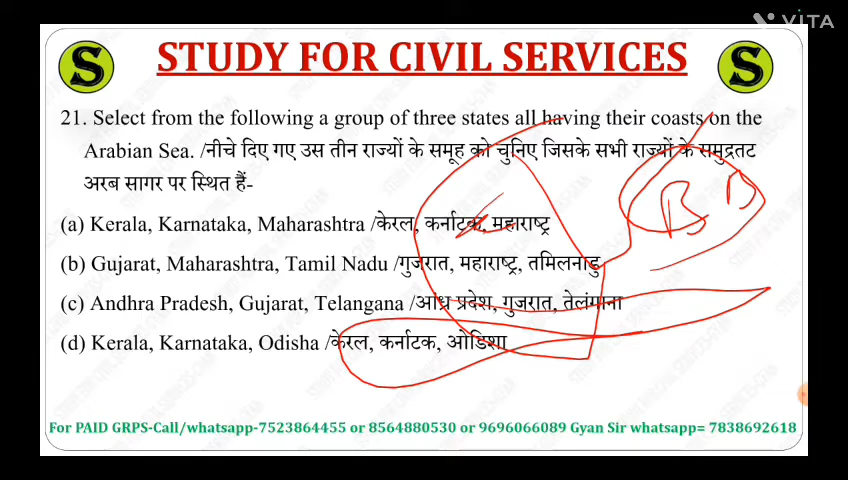 VITA
S STUDY FOR CIVIL SERVICES S
21. Select from the following a group of three states all having their coasts on the
Arabian Sea. /नीचे दिए गए उस तीन राज्यों के समूह को चुनिए जिसके सभी राज्यों के समुद्रतट
अरब सागर पर स्थित हैं-
(a) Kerala, Karnataka, Maharashtra /केरल, कर्नाटक, महाराष्ट्र
(b) Gujarat, Maharashtra, Tamil Nadu /गुजरात, महाराष्ट्र, तमिलनाडु
(c) Andhra Pradesh, Gujarat, Telangana /आंध्र प्रदेश, गुजरात, तेलंगाना
(d) Kerala, Karnataka, Odisha /केरल, कर्नाटक, ओडिशा
For PAID GRPS-Call/whatsapp-7523864455 or 8564880530 or 9696066089 Gyan Sir whatsapp= 7838692618